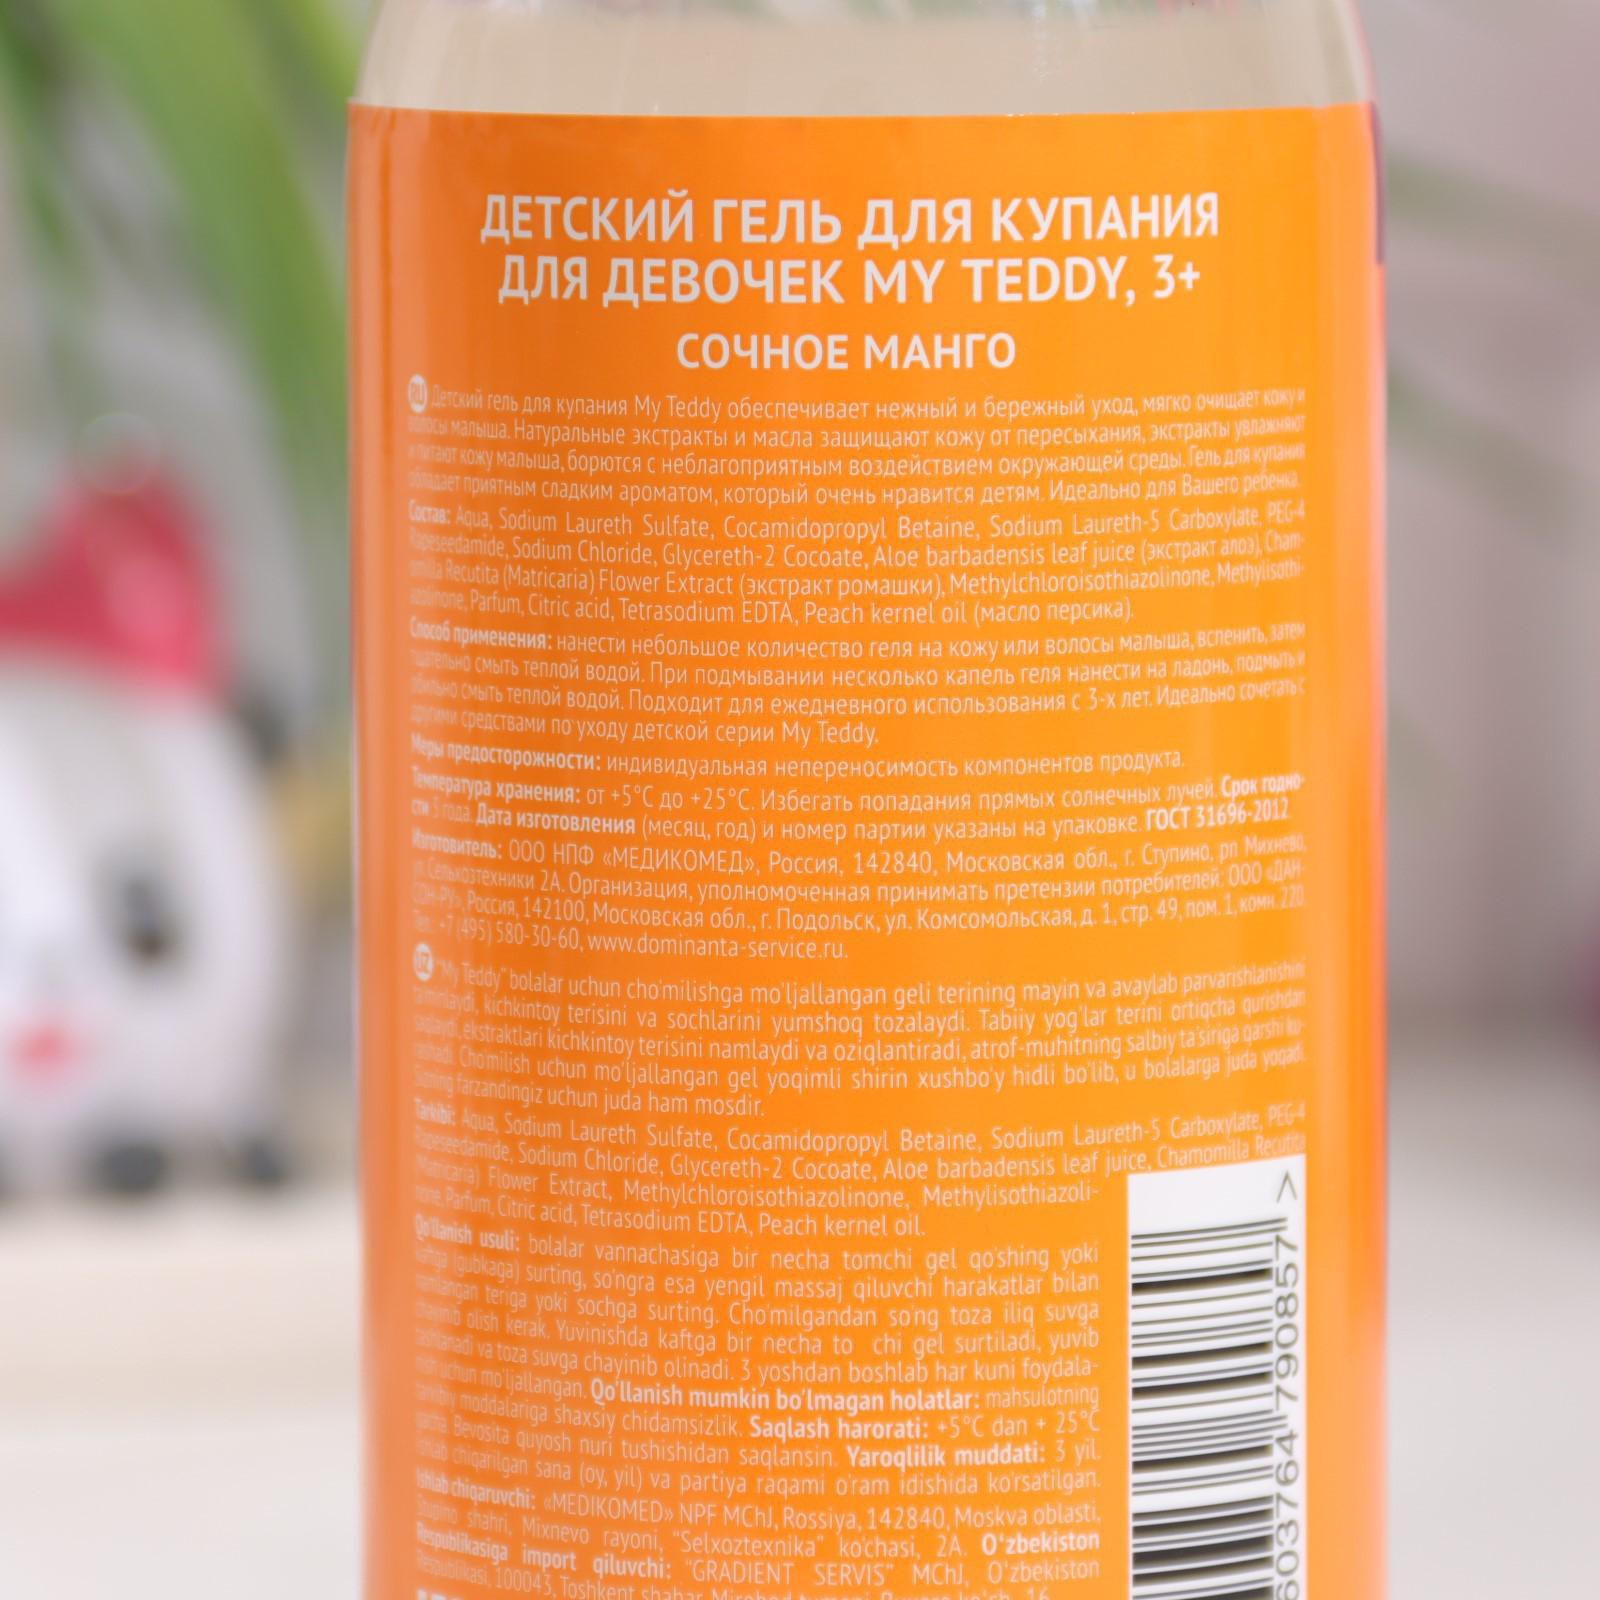 ДЕТСКИЙ ГЕЛЬ ДЛЯ КУПАНИЯ
ДЛЯ ДЕВОЧЕК MY TEDDY, 3+
СОЧНОЕ МАНГО
RU Детский гель для купания My Teddy обеспечивает нежный и бережный уход, мягко очищает кожу и
волосы малыша. Натуральные экстракты и масла защищают кожу от пересыхания, экстракты увлажняют
и питают кожу малыша, борются с неблагоприятным воздействием окружающей среды. Гель для купания
обладает приятным сладким ароматом, который очень нравится детям. Идеально для Вашего ребенка.
Состав: Aqua, Sodium Laureth Sulfate, Cocamidopropyl Betaine, Sodium Laureth-5 Carboxylate, PEG-4
Rapeseedamide, Sodium Chloride, Glycereth-2 Cocoate, Aloe barbadensis leaf juice (экстракт алоэ), Cham-
omilla Recutita (Matricaria) Flower Extract (экстракт ромашки), Methylchloroisothiazolinone, Methylisothi-
azolinone, Parfum, Citric acid, Tetrasodium EDTA, Peach kernel oil (масло персика).
Способ применения: нанести небольшое количество геля на кожу или волосы малыша, вспенить, затем
тщательно смыть теплой водой. При подмывании несколько капель геля нанести на ладонь, подмыть и
обильно смыть теплой водой. Подходит для ежедневного использования с 3-х лет. Идеально сочетать с
другими средствами по уходу детской серии My Teddy.
Меры предосторожности: индивидуальная непереносимость компонентов продукта.
Температура хранения: от +5°C до +25°C. Избегать попадания прямых солнечных лучей. Срок годно-
сти 3 года. Дата изготовления (месяц, год) и номер партии указаны на упаковке. ГОСТ 31696-2012
Изготовитель: ООО НПФ «МЕДИКОМЕД», Россия, 142840, Московская обл., г. Ступино, рп Михнево,
ул. Сельхозтехники 2А. Организация, уполномоченная принимать претензии потребителей: ООО «ДАН-
СОН-РУ», Россия, 142100, Московская обл., г. Подольск, ул. Комсомольская, д. 1, стр. 49, пом. 1, комн. 220.
Тел.: +7 (495) 580-30-60, www.dominanta-service.ru.
UZ "My Teddy" bolalar uchun cho'milishga mo'ljallangan geli terining mayin va avaylab parvarishlanishini
ta'minlaydi, kichkintoy terisini va sochlarini yumshoq tozalaydi. Tabiiy yog'lar terini ortiqcha qurishdan
saqlaydi, ekstraktlari kichkintoy terisini namlaydi va oziqlantiradi, atrof-muhitning salbiy ta'siriga qarshi ku-
rashadi. Cho'milish uchun mo'ljallangan gel yoqimli shirin xushbo'y hidli bo'lib, u bolalarga juda yoqadi.
Sizning farzandingiz uchun juda ham mosdir.
Tarkibi: Aqua, Sodium Laureth Sulfate, Cocamidopropyl Betaine, Sodium Laureth-5 Carboxylate, PEG-4
Rapeseedamide, Sodium Chloride, Glycereth-2 Cocoate, Aloe barbadensis leaf juice, Chamomilla Recutita
(Matricaria) Flower Extract, Methylchloroisothiazolinone, Methylisothiazoli-
none, Parfum, Citric acid, Tetrasodium EDTA, Peach kernel oil.
Qo'llanish usuli: bolalar vannachasiga bir necha tomchi gel qo'shing yoki
kaftga (gubkaga) surting, so'ngra esa yengil massaj qiluvchi harakatlar bilan
namlangan teriga yoki sochga surting. Cho'milgandan so'ng toza iliq suvga
chayinib olish kerak. Yuvinishda kaftga bir necha to chi gel surtiladi, yuvib
tashlanadi va toza suvga chayinib olinadi. 3 yoshdan boshlab har kuni foydala-
nish uchun mo'ljallangan. Qo'llanish mumkin bo'lmagan holatlar: mahsulotning
tarkibiy moddalariga shaxsiy chidamsizlik. Saqlash harorati: +5°C dan + 25°C
gacha. Bevosita quyosh nuri tushishidan saqlansin. Yaroqlilik muddati: 3 yil.
Ishlab chiqarilgan sana (oy, yil) va partiya raqami o'ram idishida ko'rsatilgan.
Ishlab chiqaruvchi: «MEDIKOMED» NPF MChJ, Rossiya, 142840, Moskva oblasti,
Stupino shahri, Mixnevo rayoni, "Selxoztexnika" ko'chasi, 2A. O'zbekiston
Respublikasiga import qiluvchi: "GRADIENT SERVIS" MChJ, O'zbekiston
Respublikasi, 100043, Toshkent shahar, Mirobod tumani, ko'ch., 16
603764 790857 >